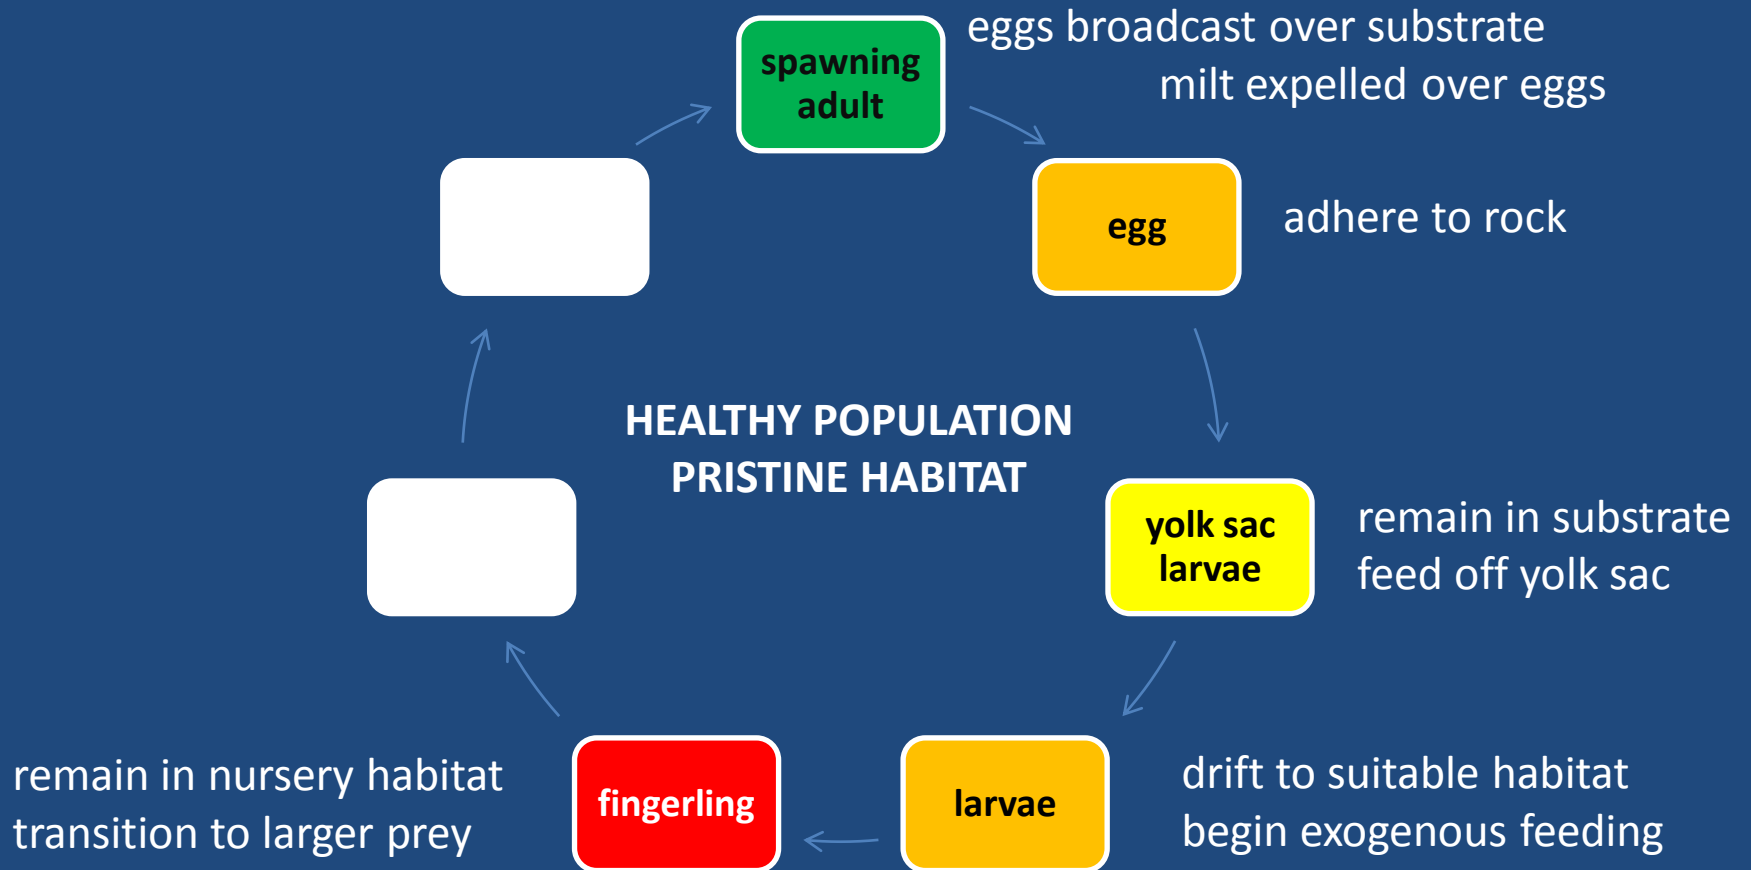 spawning
adult
eggs broadcast over substrate
milt expelled over eggs
egg
adhere to rock
HEALTHY POPULATION
PRISTINE HABITAT
yolk sac
larvae
remain in substrate
feed off yolk sac
larvae
drift to suitable habitat
begin exogenous feeding
fingerling
remain in nursery habitat
transition to larger prey